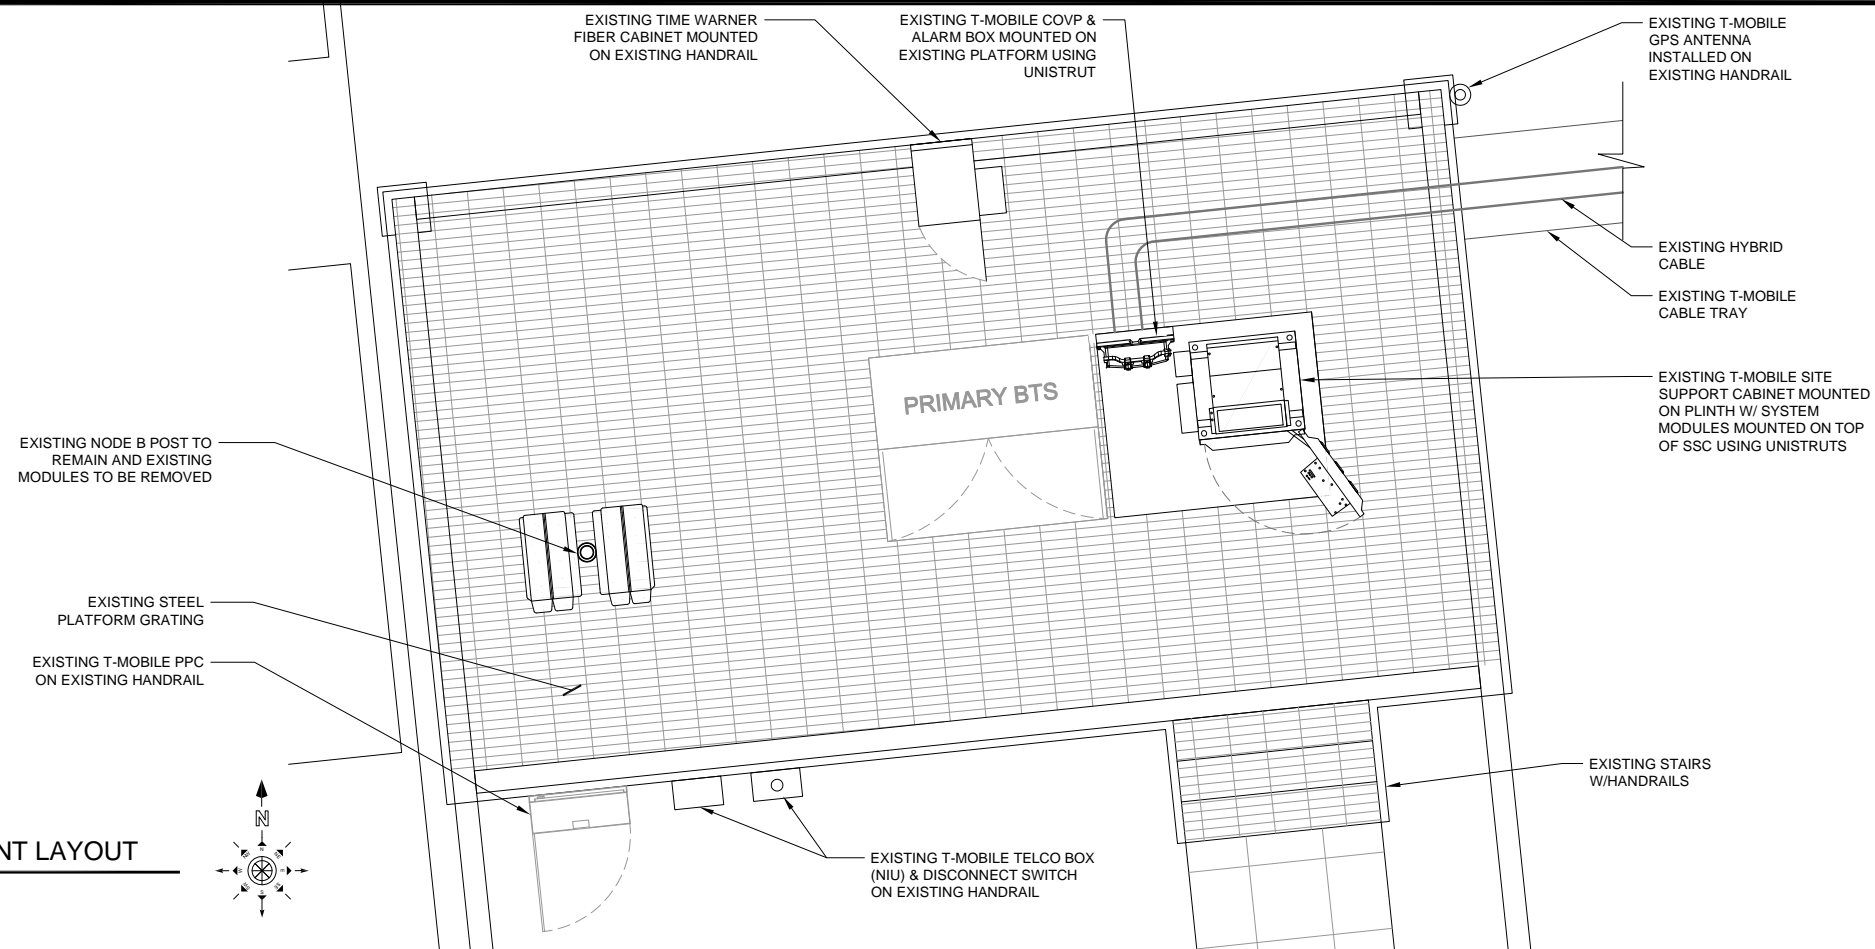 EXISTING TIME WARNER
FIBER CABINET MOUNTED
ON EXISTING HANDRAIL
EXISTING T-MOBILE COVP &
ALARM BOX MOUNTED ON
EXISTING PLATFORM USING
UNISTRUT
EXISTING T-MOBILE
GPS ANTENNA
INSTALLED ON
EXISTING HANDRAIL
EXISTING HYBRID
CABLE
EXISTING T-MOBILE
CABLE TRAY
PRIMARY BTS
EXISTING T-MOBILE SITE
SUPPORT CABINET MOUNTED
ON PLINTH W/ SYSTEM
MODULES MOUNTED ON TOP
OF SSC USING UNISTRUTS
EXISTING NODE B POST TO
REMAIN AND EXISTING
MODULES TO BE REMOVED
EXISTING STEEL
PLATFORM GRATING
EXISTING T-MOBILE PPC
ON EXISTING HANDRAIL
EXISTING STAIRS
W/HANDRAILS
N
NT LAYOUT
EXISTING T-MOBILE TELCO BOX
(NIU) & DISCONNECT SWITCH
ON EXISTING HANDRAIL